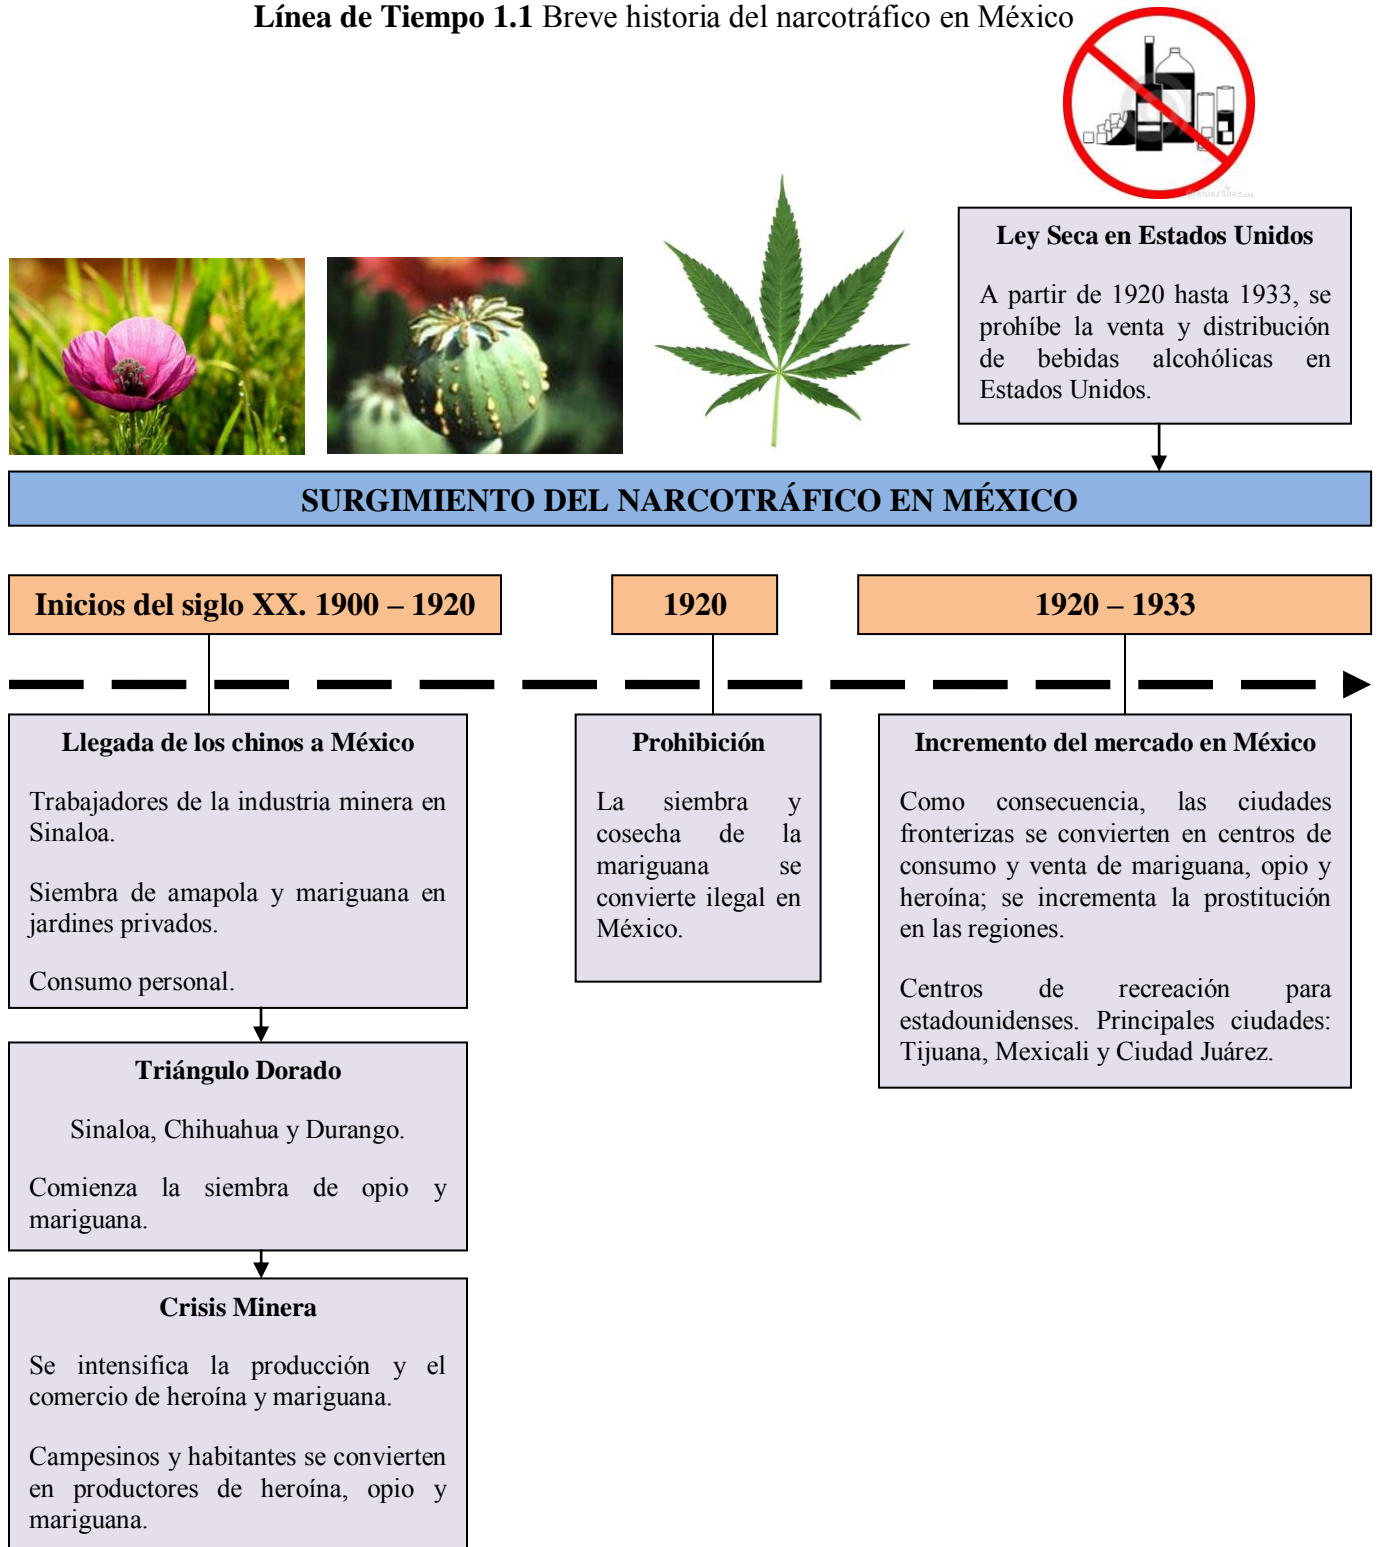 Línea de Tiempo 1.1 Breve historia del narcotráfico en México
Ley Seca en Estados Unidos
A partir de 1920 hasta 1933, se
prohíbe la venta y distribución
de bebidas alcohólicas en
Estados Unidos.
SURGIMIENTO DEL NARCOTRÁFICO EN MÉXICO
Inicios del siglo XX. 1900 – 1920
1920
1920 – 1933
Llegada de los chinos a México
Trabajadores de la industria minera en
Sinaloa.
Siembra de amapola y mariguana en
jardines privados.
Consumo personal.
Triángulo Dorado
Sinaloa, Chihuahua y Durango.
Comienza la siembra de opio y
mariguana.
Crisis Minera
Se intensifica la producción y el
comercio de heroína y mariguana.
Campesinos y habitantes se convierten
en productores de heroína, opio y
mariguana.
Prohibición
La siembra y
cosecha de la
mariguana se
convierte ilegal en
México.
Incremento del mercado en México
Como consecuencia, las ciudades
fronterizas se convierten en centros de
consumo y venta de mariguana, opio y
heroína; se incrementa la prostitución
en las regiones.
Centros de recreación para
estadounidenses. Principales ciudades:
Tijuana, Mexicali y Ciudad Juárez.